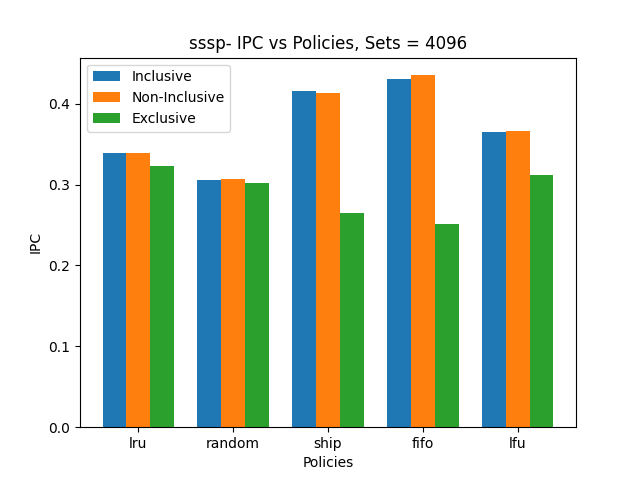 sssp- IPC vs Policies, Sets = 4096
Inclusive
Non-Inclusive
Exclusive
0.4
0.3
0.2
0.1
0.0
IPC
lru random ship fifo lfu
Policies